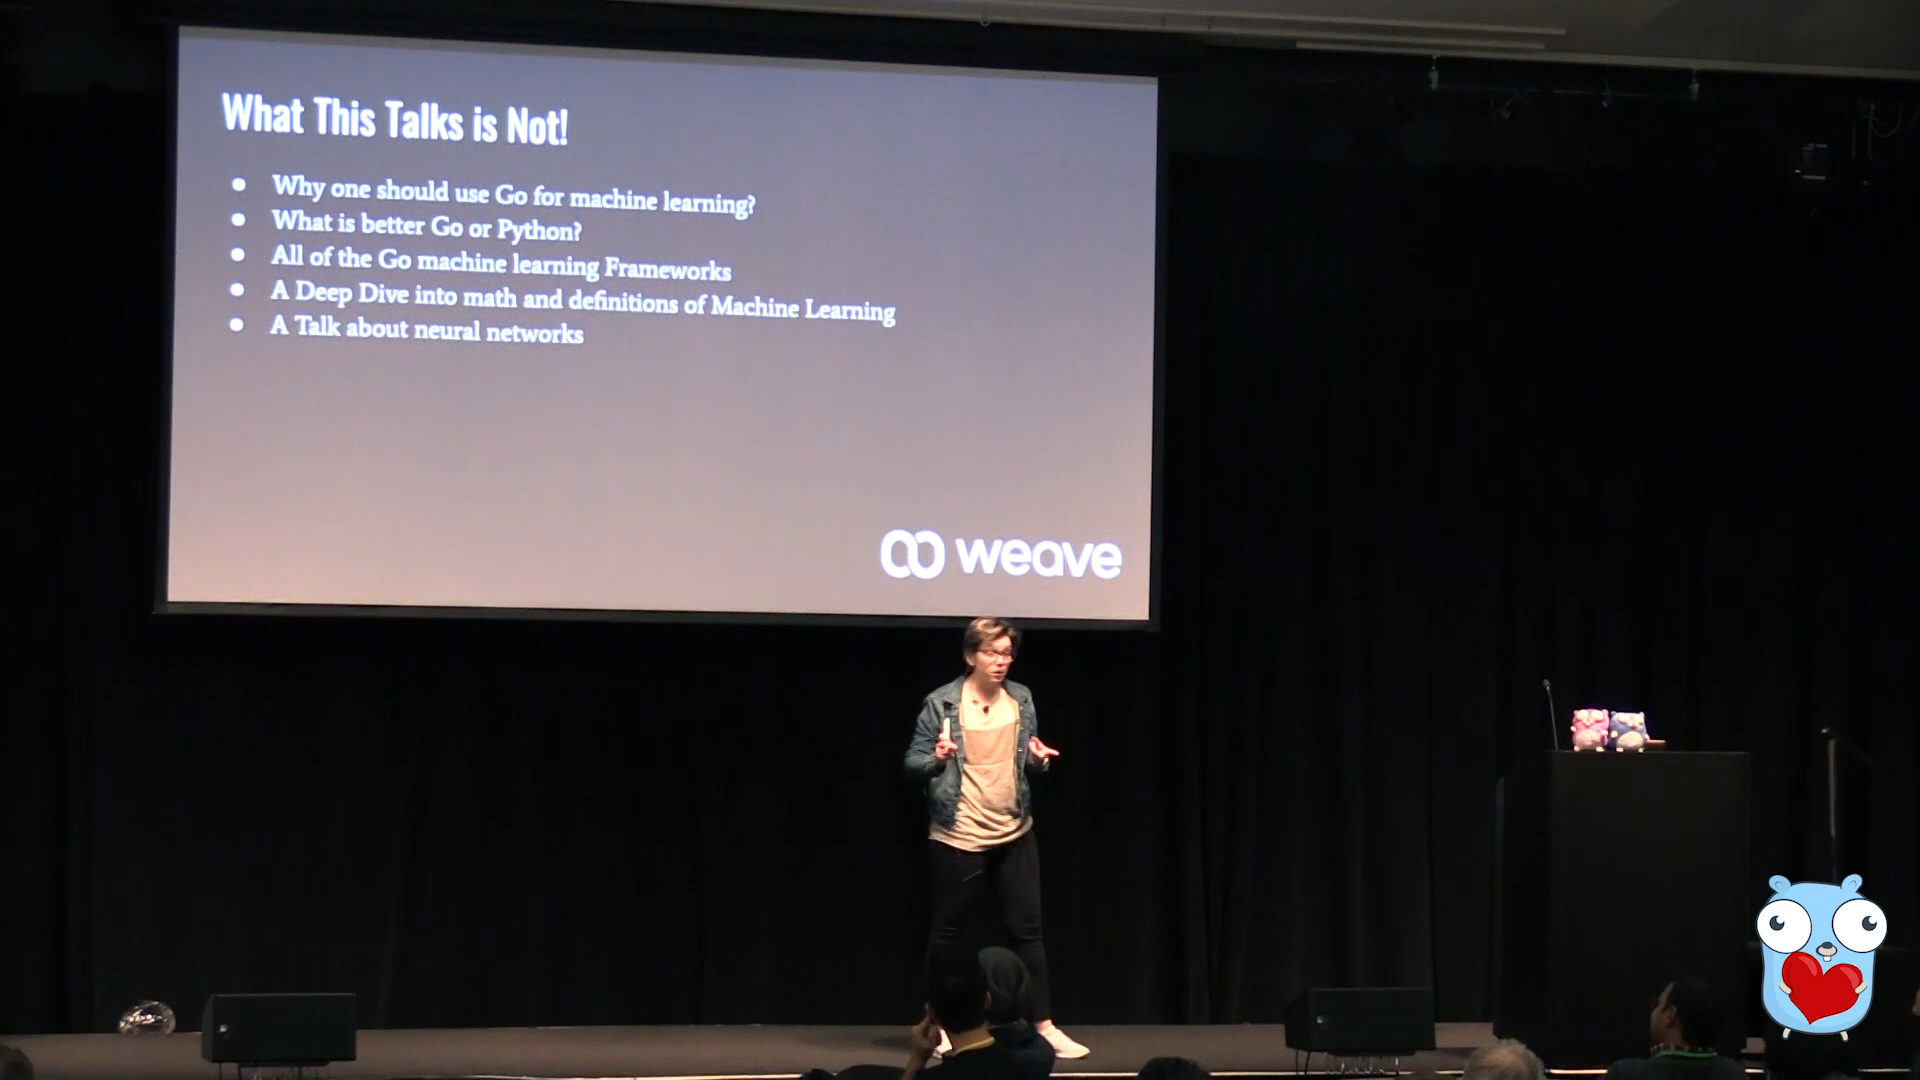 What This Talks is Not!
● Why one should use Go for machine learning?
● What is better Go or Python?
● All of the Go machine learning Frameworks
● A Deep Dive into math and definitions of Machine Learning
● A Talk about neural networks
weave